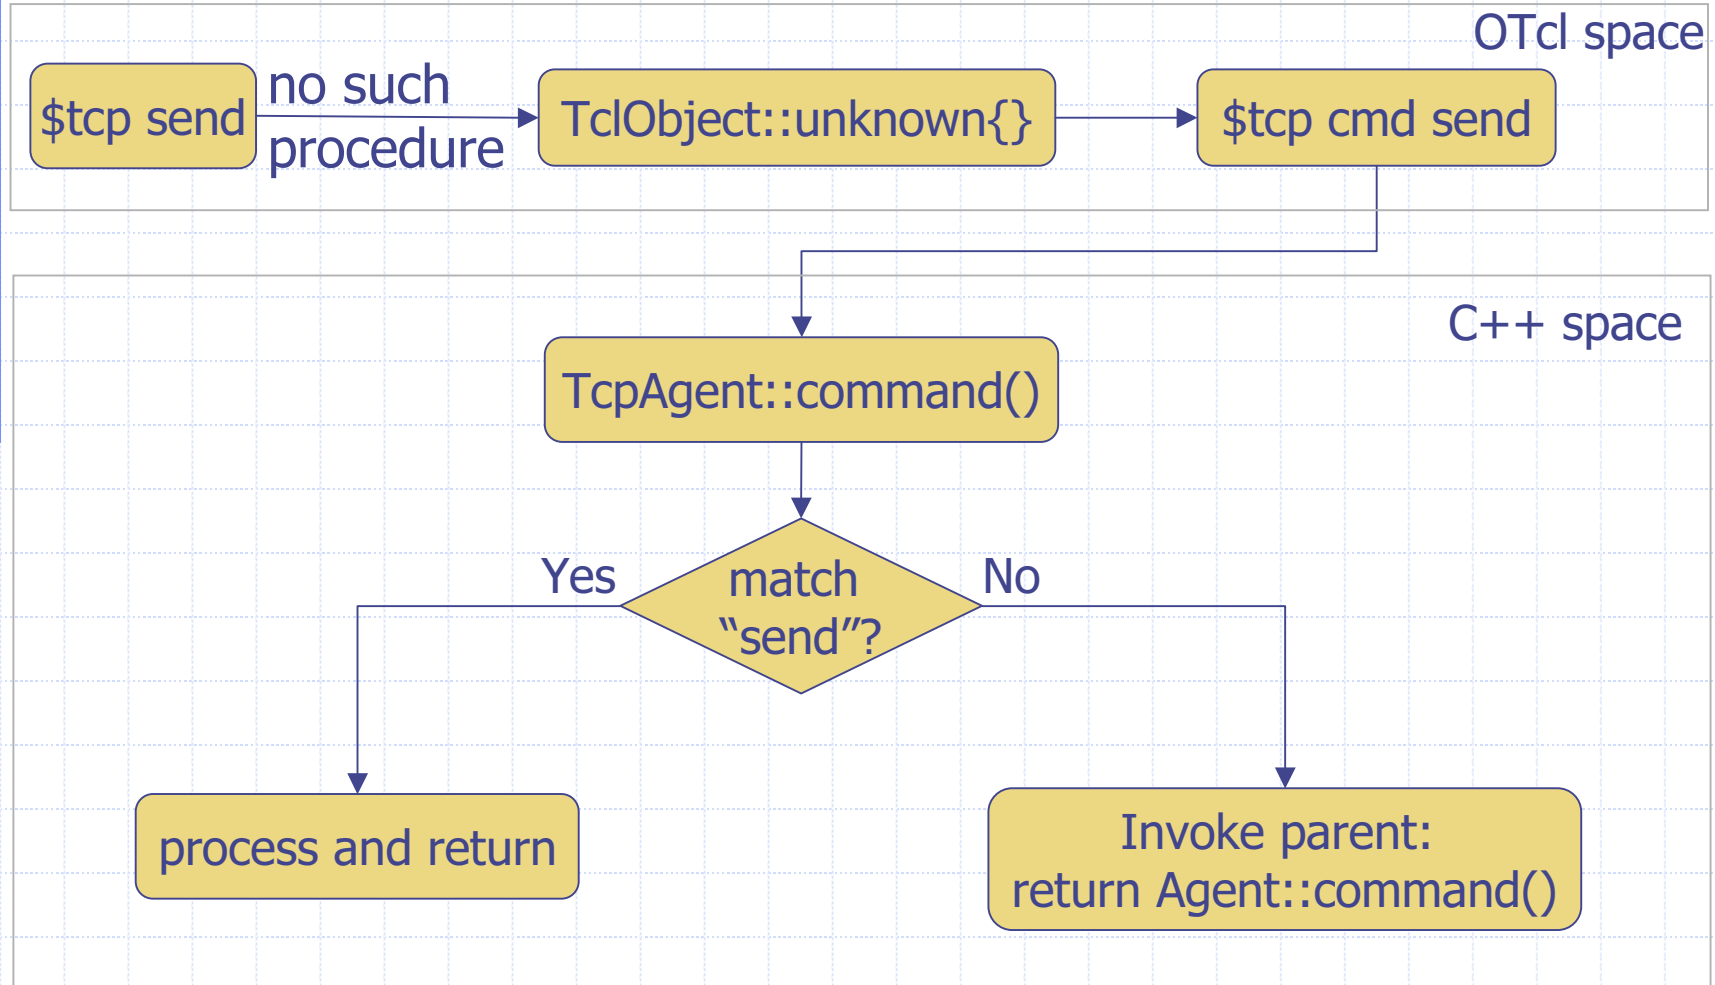 OTcl space
$tcp send
no such
procedure
TclObject::unknown{}
$tcp cmd send
C++ space
TcpAgent::command()
Yes
match
“send”?
No
process and return
Invoke parent:
return Agent::command()